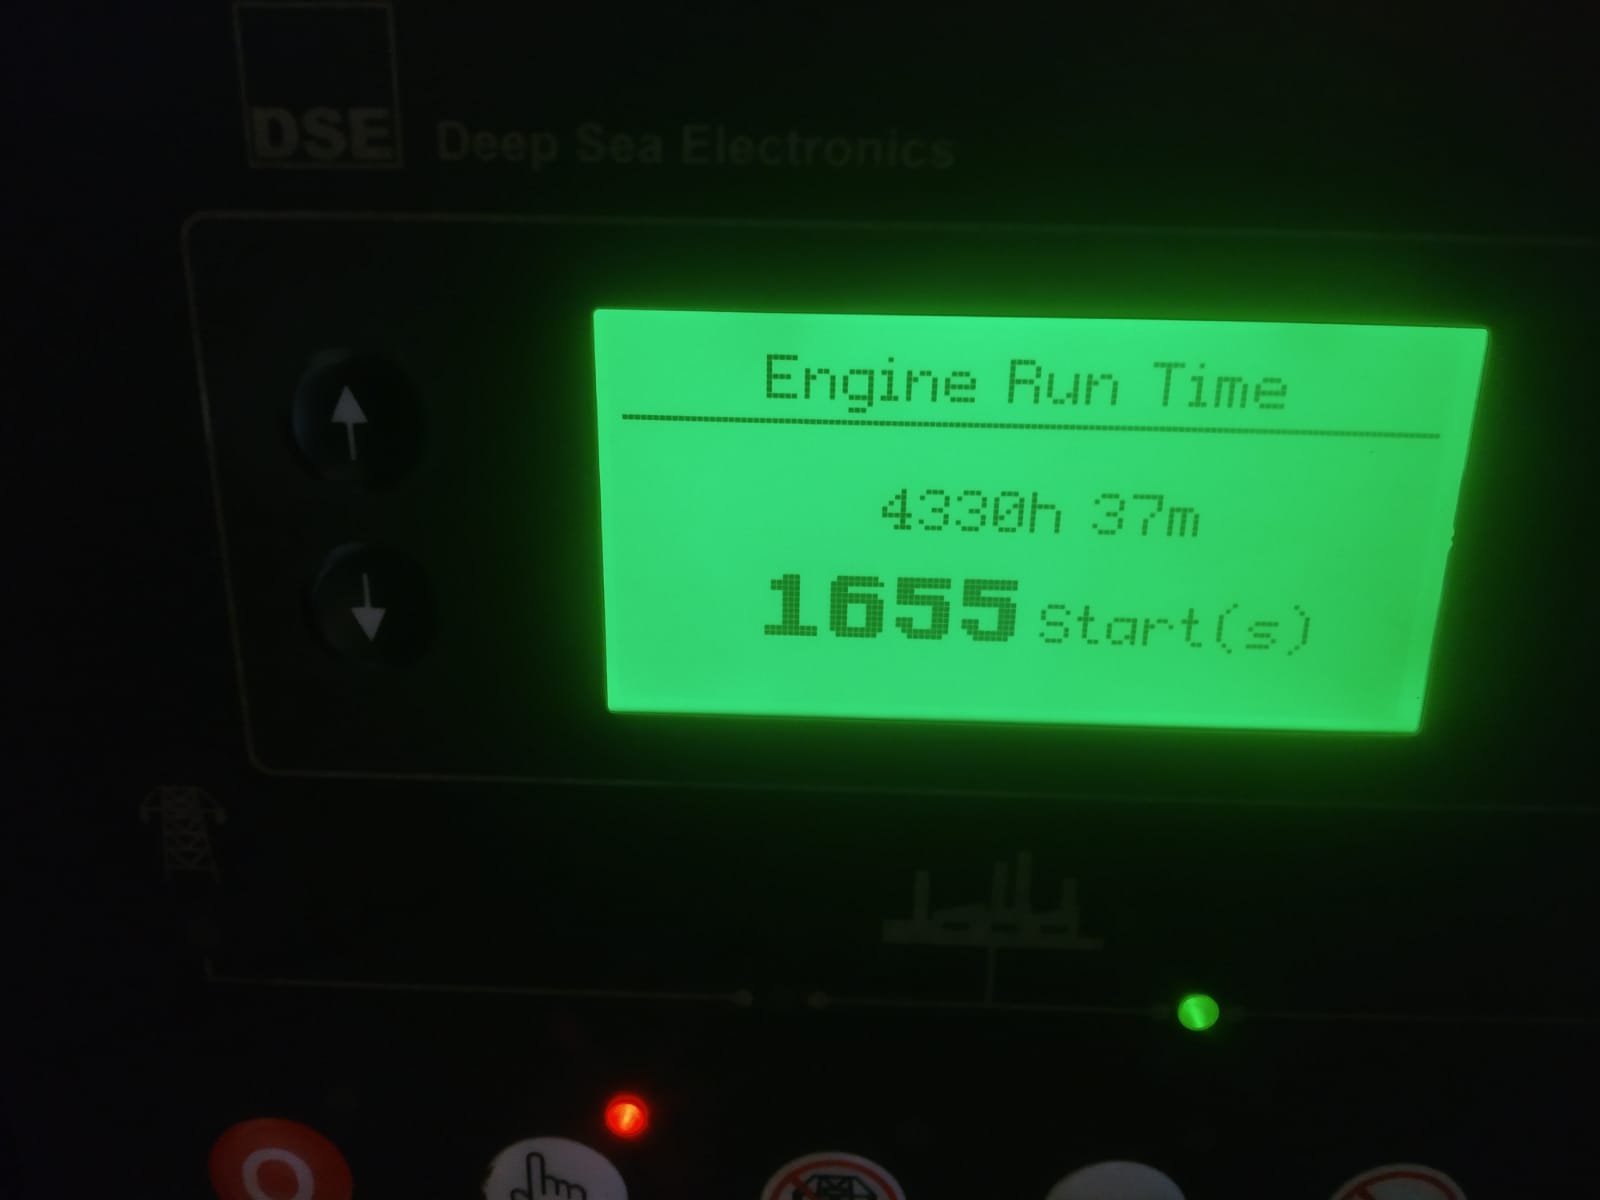 DSE
Deep Sea Electronics
Engine Run Time
4330h 37m
1655 Start(s)